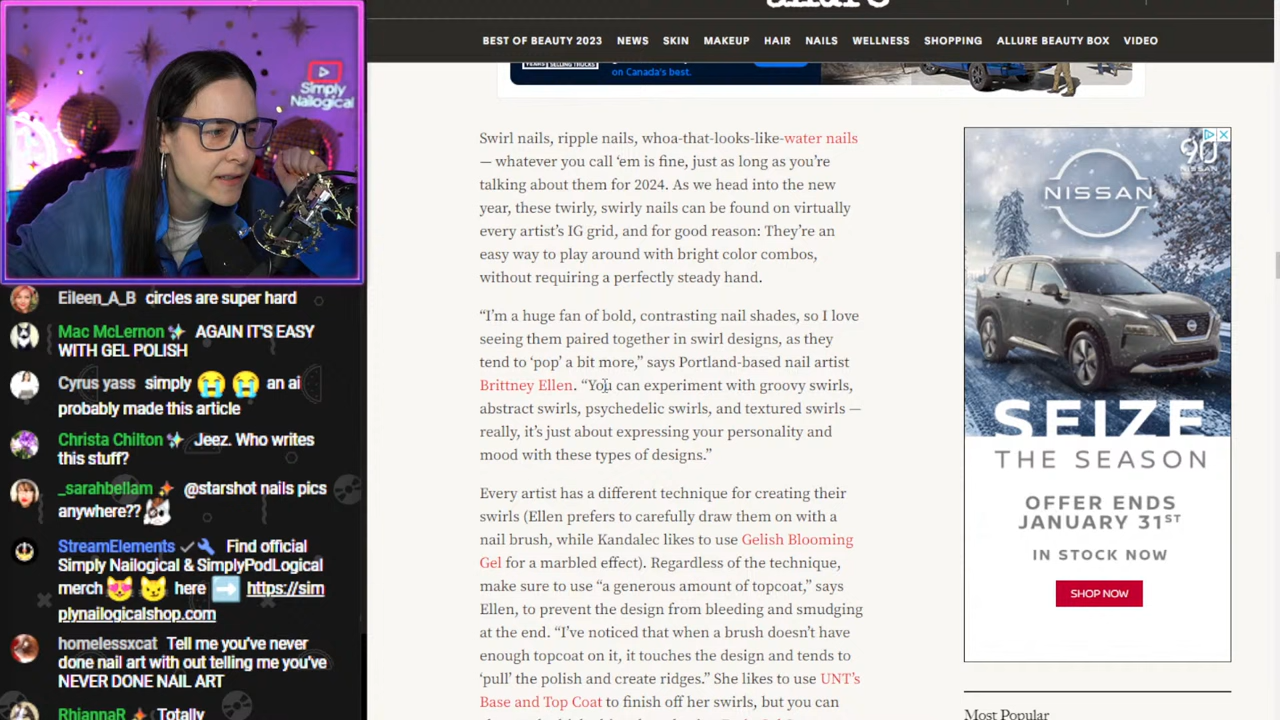 Simply
Nailogical
Eileen_A_B circles are super hard
Mac McLernon AGAIN IT'S EASY
WITH GEL POLISH
Cyrus yass simply 😭 😭 an ai
probably made this article
Christa Chilton Jeez. Who writes
this stuff?
_sarahbellam @starshot nails pics
anywhere??
StreamElements Find official
Simply Nailogical & SimplyPodLogical
merch 😻 😼 here ➡️ https://sim
plynailogicalshop.com
homelessxcat Tell me you've never
done nail art with out telling me you've
NEVER DONE NAIL ART
RhiannaR Totally
BEST OF BEAUTY 2023 NEWS SKIN MAKEUP HAIR NAILS WELLNESS SHOPPING ALLURE BEAUTY BOX VIDEO
YEARS SELLING TRUCKS
on Canada's best.
Swirl nails, ripple nails, whoa-that-looks-like-water nails
— whatever you call ‘em is fine, just as long as you’re
talking about them for 2024. As we head into the new
year, these twirly, swirly nails can be found on virtually
every artist’s IG grid, and for good reason: They’re an
easy way to play around with bright color combos,
without requiring a perfectly steady hand.
“I’m a huge fan of bold, contrasting nail shades, so I love
seeing them paired together in swirl designs, as they
tend to ‘pop’ a bit more,” says Portland-based nail artist
Brittney Ellen. “You can experiment with groovy swirls,
abstract swirls, psychedelic swirls, and textured swirls —
really, it’s just about expressing your personality and
mood with these types of designs.”
Every artist has a different technique for creating their
swirls (Ellen prefers to carefully draw them on with a
nail brush, while Kandalec likes to use Gelish Blooming
Gel for a marbled effect). Regardless of the technique,
make sure to use “a generous amount of topcoat,” says
Ellen, to prevent the design from bleeding and smudging
at the end. “I’ve noticed that when a brush doesn’t have
enough topcoat on it, it touches the design and tends to
‘pull’ the polish and create ridges.” She likes to use UNT’s
Base and Top Coat to finish off her swirls, but you can
90
NISSAN
SEIZE
THE SEASON
OFFER ENDS
JANUARY 31ST
IN STOCK NOW
SHOP NOW
Most Popular